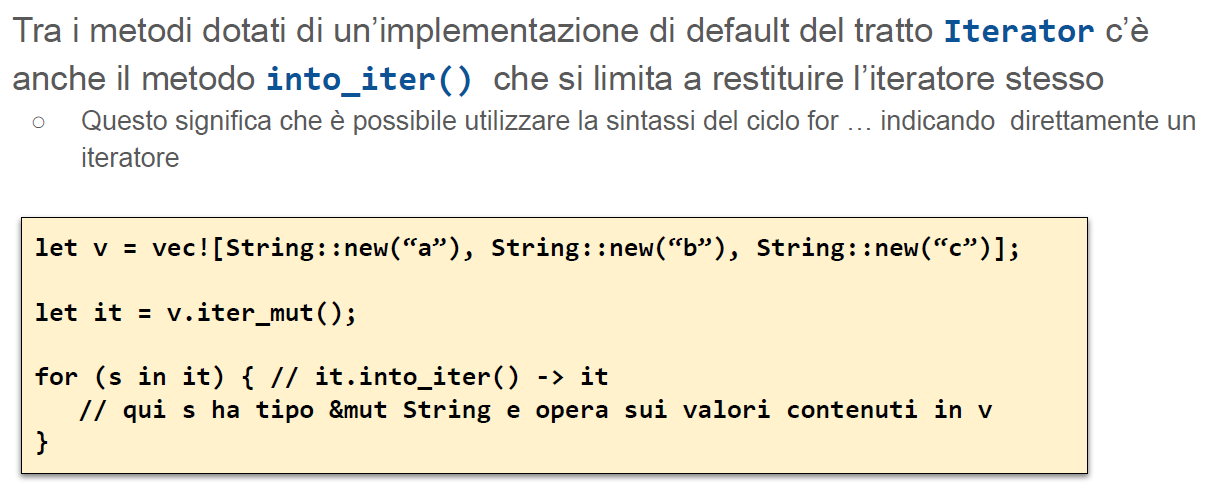 Tra i metodi dotati di un’implementazione di default del tratto Iterator c’è
anche il metodo into_iter() che si limita a restituire l’iteratore stesso
○ Questo significa che è possibile utilizzare la sintassi del ciclo for … indicando direttamente un
iteratore
let v = vec![String::new(“a”), String::new(“b”), String::new(“c”)];
let it = v.iter_mut();
for (s in it) { // it.into_iter() -> it
// qui s ha tipo &mut String e opera sui valori contenuti in v
}